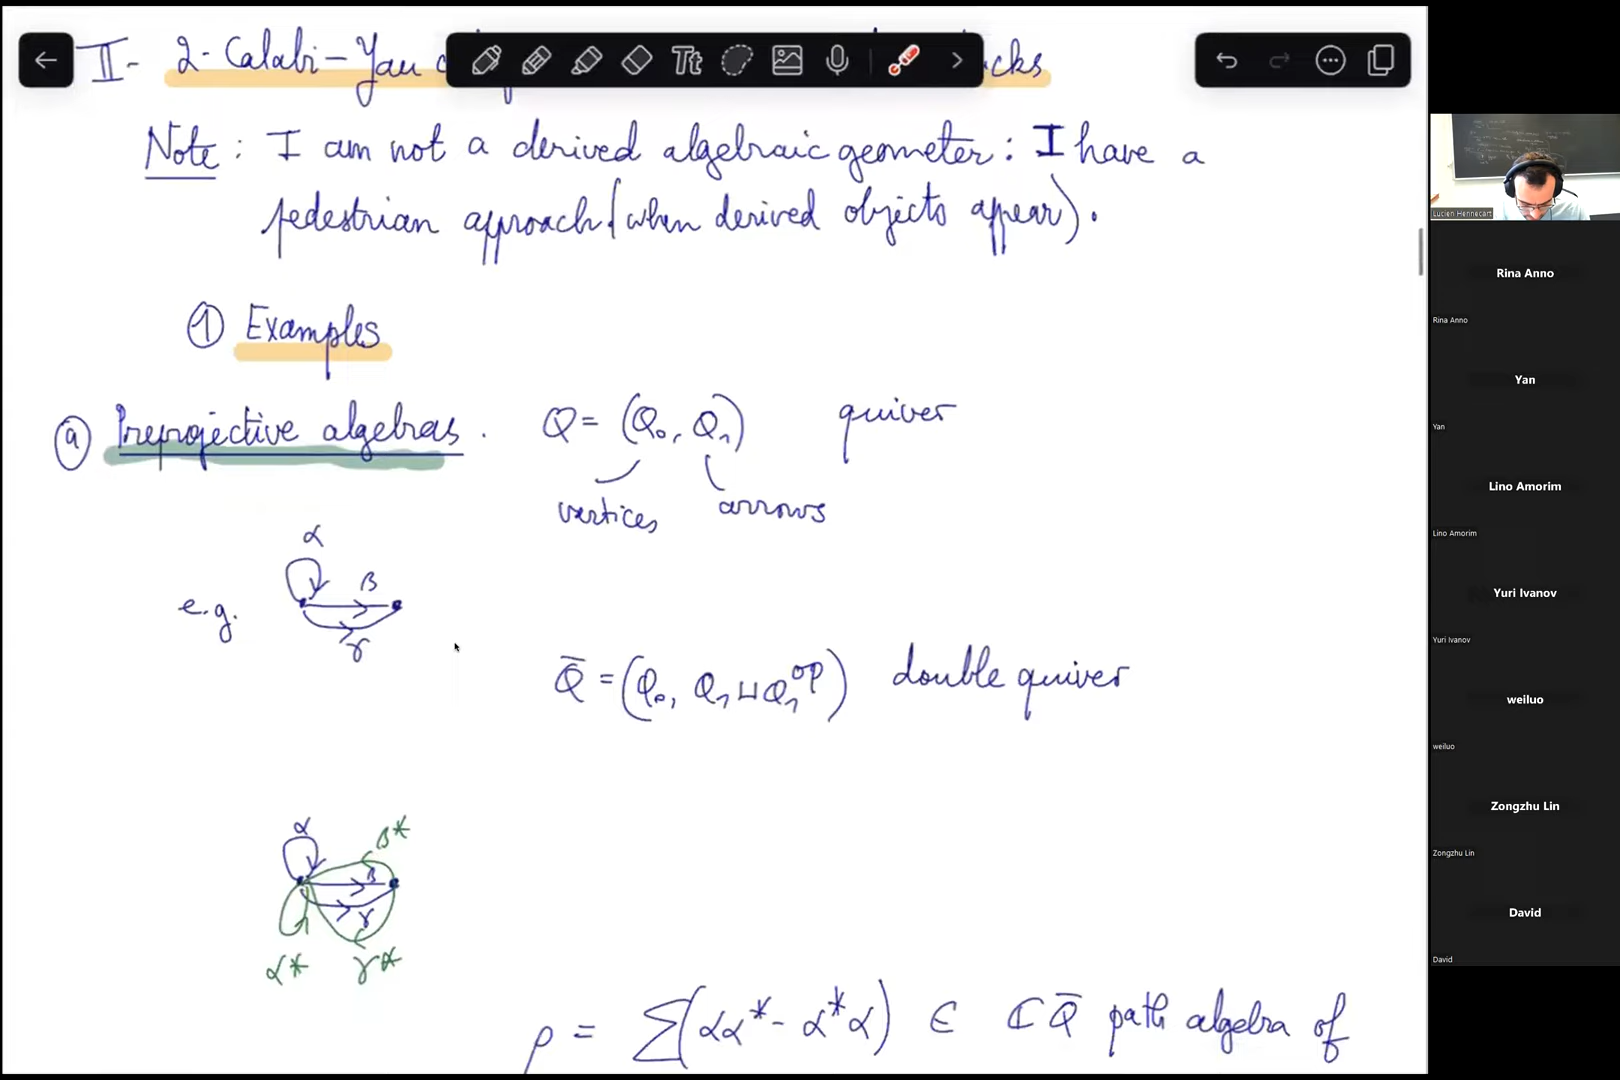 II- 2-Calabi-Yau
cks
Note: I am not a derived algebraic geometer: I have a
pedestrian approach (when derived objects appear).
① Examples
ⓐ Preprojective algebras. Q = (Q₀, Q₁) quiver
vertices arrows
α
e.g. β
γ
Q̄ = (Q₀, Q₁ ⊔ Q₁ᵒᵖ) double quiver
α β*
β
γ
α* γ*
ρ = Σ(αα* - α*α) ∈ ℂQ̄ path algebra of
Tt
Lucien Hennecart
Rina Anno
Rina Anno
Yan
Yan
Lino Amorim
Lino Amorim
Yuri Ivanov
Yuri Ivanov
weiluo
weiluo
Zongzhu Lin
Zongzhu Lin
David
David